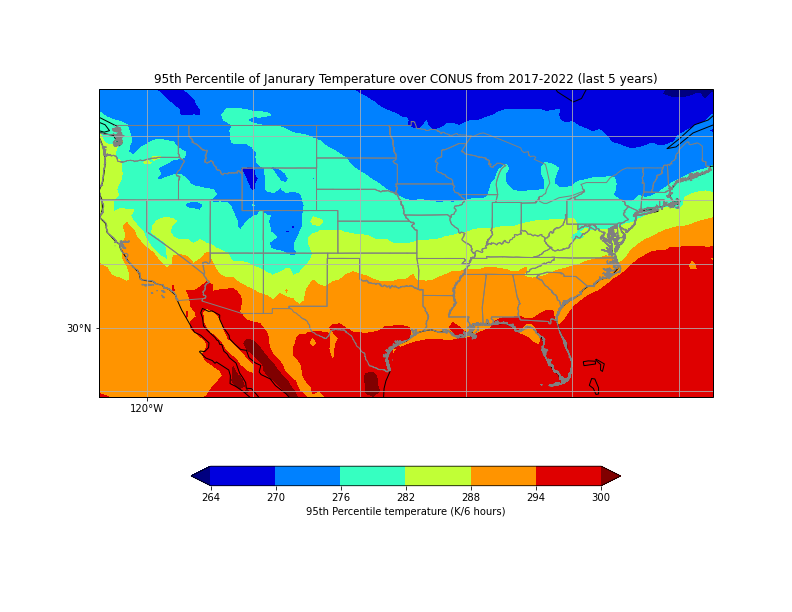 95th Percentile of Janurary Temperature over CONUS from 2017-2022 (last 5 years)
30°N
120°W
264 270 276 282 288 294 300
95th Percentile temperature (K/6 hours)